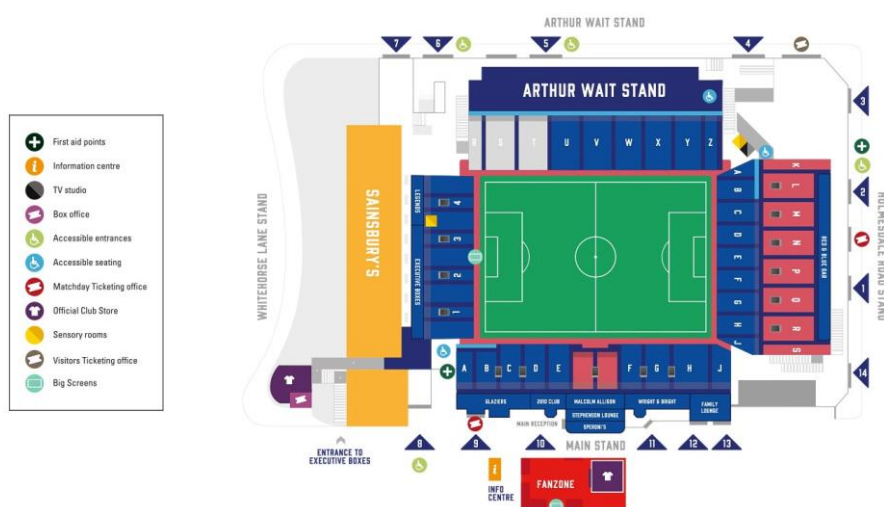 ARTHUR WAIT STAND
7
6
5
4
3
ARTHUR WAIT STAND
S
T
U
V
W
X
Y
Z
First aid points
i
Information centre
TV studio
Box office
Accessible entrances
Accessible seating
Matchday Ticketing office
Official Club Store
Sensory rooms
Visitors Ticketing office
Big Screens
WHITEHORSE LANE STAND
SAINSBURY'S
LEGENDS
EXECUTIVE BOXES
4
3
2
1
A
B
C
D
E
F
G
H
J
K
L
M
N
P
Q
R
S
RED & BLUE BAR
2
1
14
HOLMESDALE ROAD STAND
A
B
C
D
E
F
G
H
J
GLAZIERS
2010 CLUB
MALCOLM ALLISON
WRIGHT & BRIGHT
STEPHENSON LOUNGE
SPERONI'S
FAMILY
LOUNGE
MAIN RECEPTION
MAIN STAND
ENTRANCE TO
EXECUTIVE BOXES
8
9
10
11
12
13
i
INFO
CENTRE
FANZONE